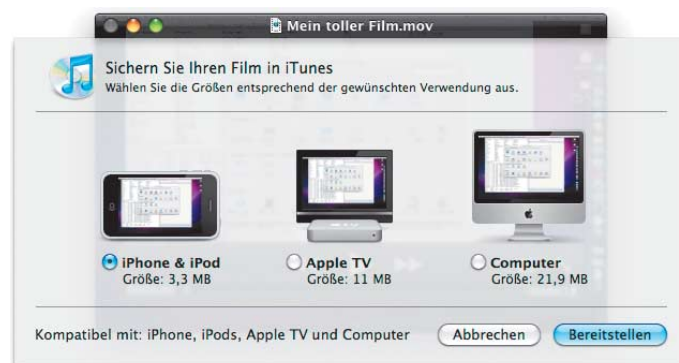 Mein toller Film.mov
Sichern Sie Ihren Film in iTunes
Wählen Sie die Größen entsprechend der gewünschten Verwendung aus.
iPhone & iPod
Größe: 3,3 MB
Apple TV
Größe: 11 MB
Computer
Größe: 21,9 MB
Kompatibel mit: iPhone, iPods, Apple TV und Computer
Abbrechen
Bereitstellen